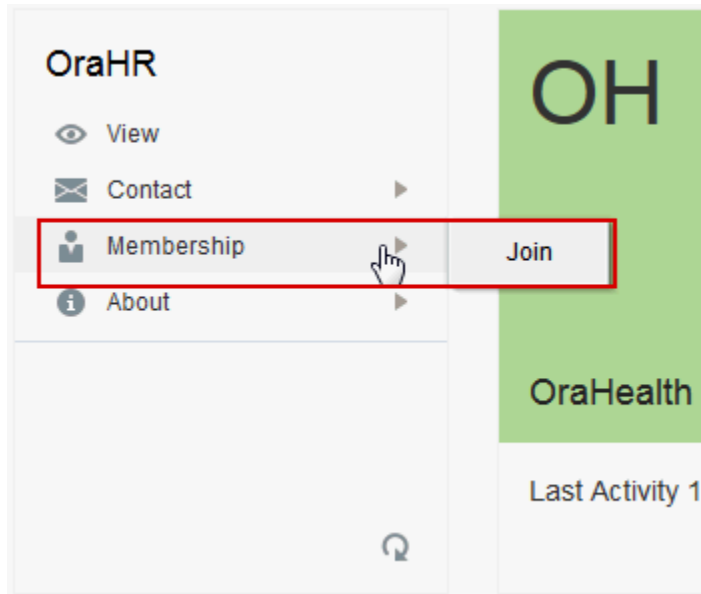 OraHR
View
Contact
Membership
Join
About
OH
OraHealth
Last Activity 1